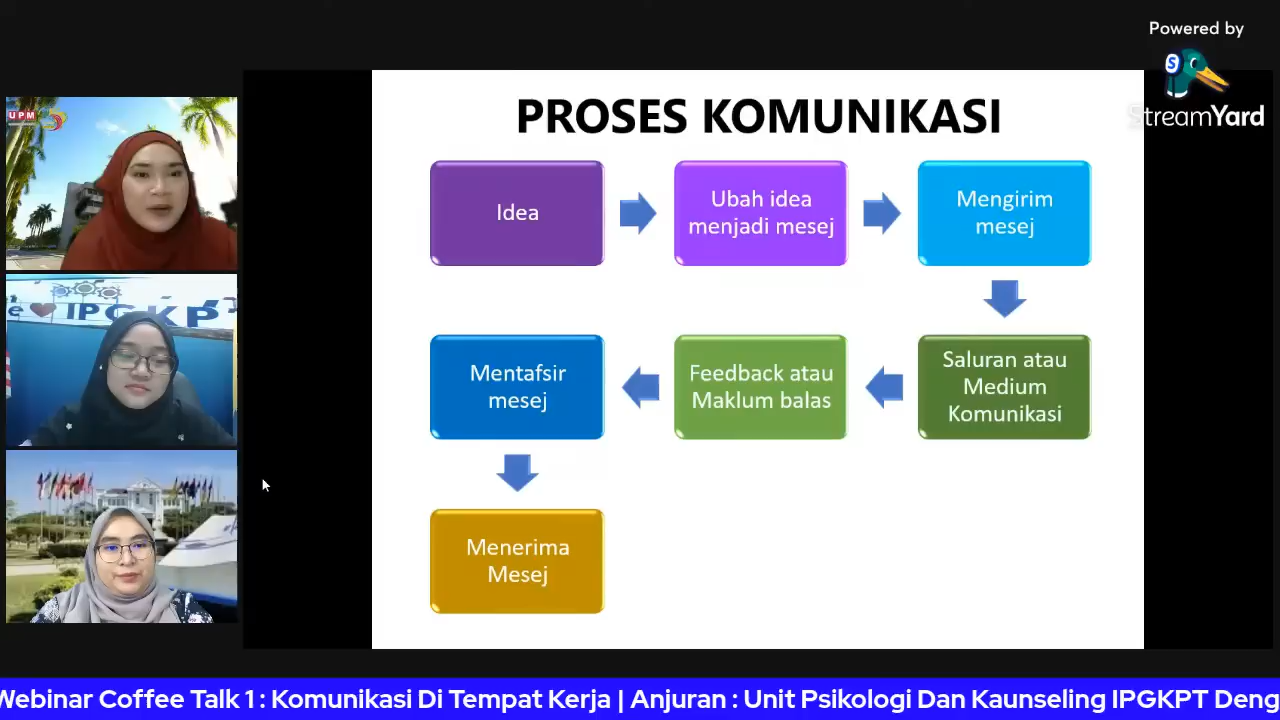 Powered by
StreamYard
UPM
PROSES KOMUNIKASI
Idea
Ubah idea
menjadi mesej
Mengirim
mesej
Mentafsir
mesej
Feedback atau
Maklum balas
Saluran atau
Medium
Komunikasi
Menerima
Mesej
e ❤ IPGKP
Webinar Coffee Talk 1 : Komunikasi Di Tempat Kerja | Anjuran : Unit Psikologi Dan Kaunseling IPGKPT Deng